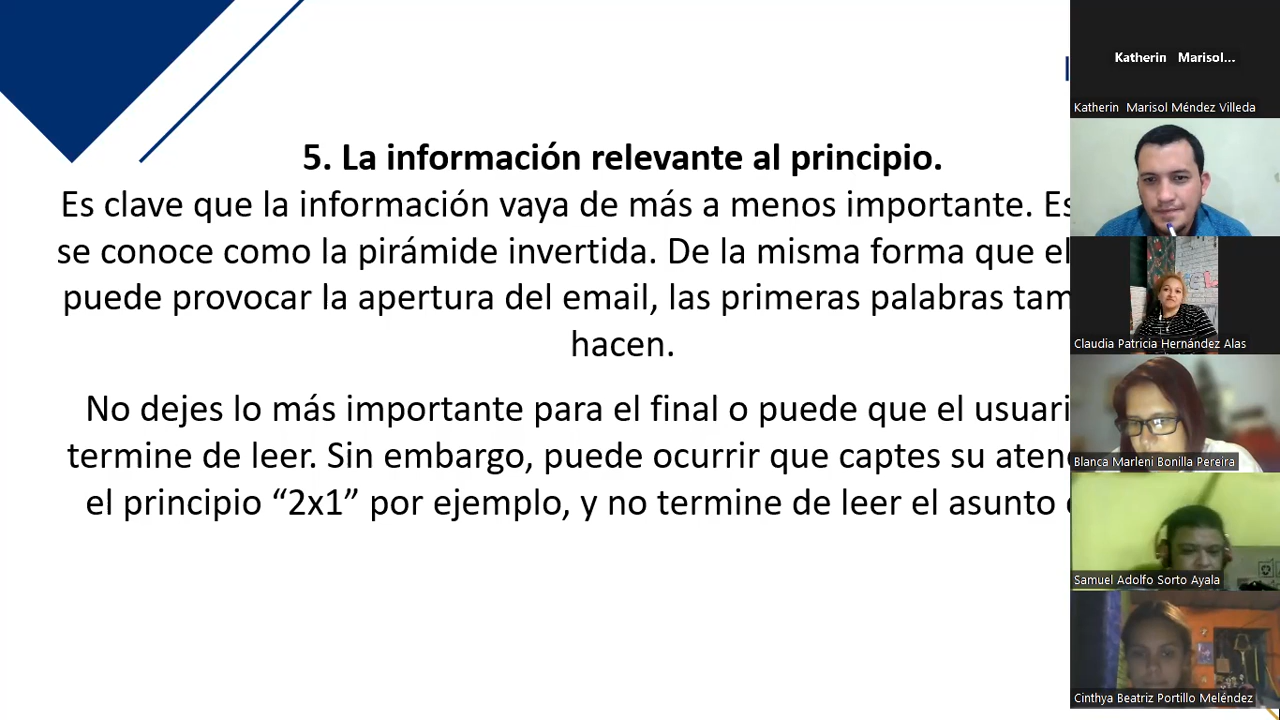 5. La información relevante al principio.
Es clave que la información vaya de más a menos importante. Es
se conoce como la pirámide invertida. De la misma forma que el
puede provocar la apertura del email, las primeras palabras tam
hacen.
No dejes lo más importante para el final o puede que el usuari
termine de leer. Sin embargo, puede ocurrir que captes su aten
el principio “2x1” por ejemplo, y no termine de leer el asunto
Katherin Marisol...
Katherin Marisol Méndez Villeda
Claudia Patricia Hernández Alas
Blanca Marleni Bonilla Pereira
Samuel Adolfo Sorto Ayala
Cinthya Beatriz Portillo Meléndez